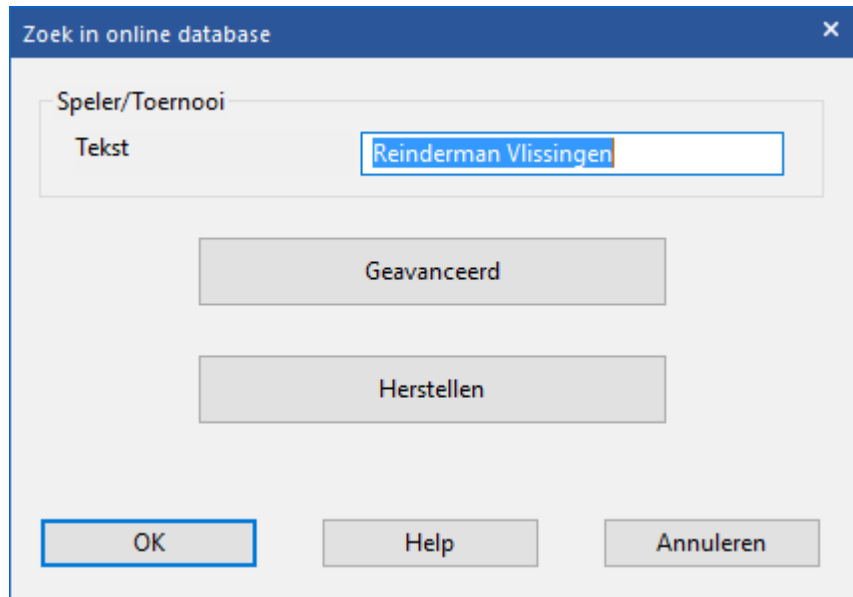 Zoek in online database
Speler/Toernooi
Tekst Reinderman Vlissingen
Geavanceerd
Herstellen
OK Help Annuleren